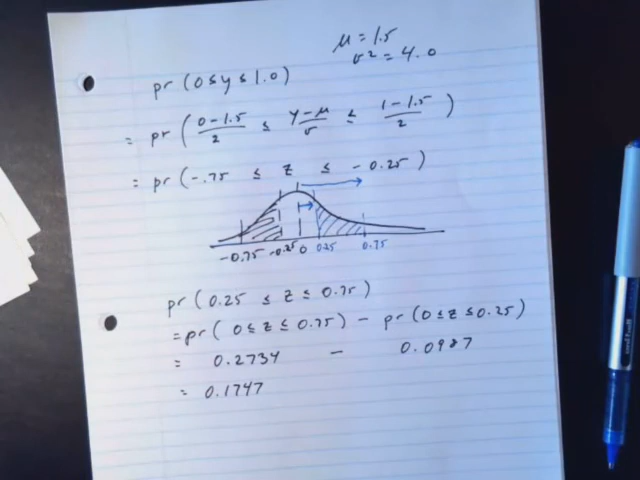 μ = 1.5
σ² = 4.0
pr (0 ≤ y ≤ 1.0)
= pr ( (0 - 1.5)/2 ≤ (y - μ)/σ ≤ (1 - 1.5)/2 )
= pr (-.75 ≤ z ≤ -0.25)
-0.75 -0.25 0 0.25 0.75
pr (0.25 ≤ z ≤ 0.75)
= pr ( 0 ≤ z ≤ 0.75) - pr (0 ≤ z ≤ 0.25)
= 0.2734 - 0.0987
= 0.1747